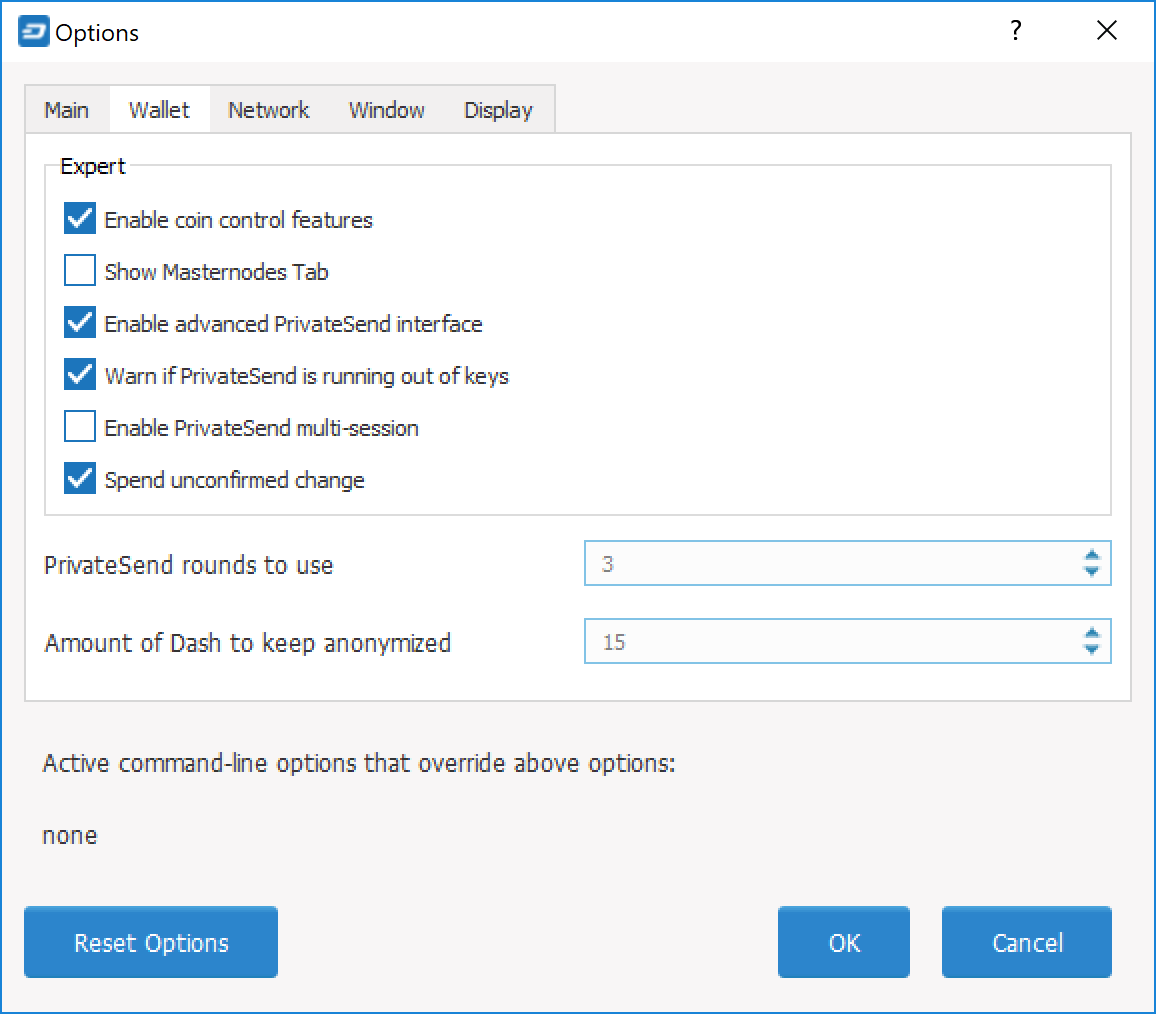 Options
?
Main Wallet Network Window Display
Expert
Enable coin control features
Show Masternodes Tab
Enable advanced PrivateSend interface
Warn if PrivateSend is running out of keys
Enable PrivateSend multi-session
Spend unconfirmed change
PrivateSend rounds to use 3
Amount of Dash to keep anonymized 15
Active command-line options that override above options:
none
Reset Options OK Cancel